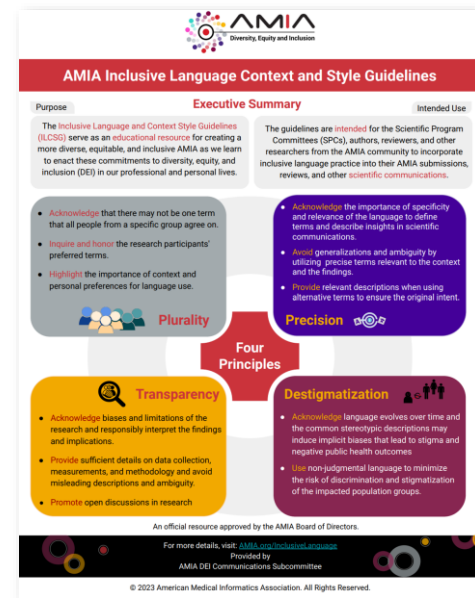 AMIA
Diversity, Equity and Inclusion
AMIA Inclusive Language Context and Style Guidelines
Purpose
Executive Summary
Intended Use
The Inclusive Language and Context Style Guidelines
(ILCSG) serve as an educational resource for creating a
more diverse, equitable, and inclusive AMIA as we learn
to enact these commitments to diversity, equity, and
inclusion (DEI) in our professional and personal lives.
The guidelines are intended for the Scientific Program
Committees (SPCs), authors, reviewers, and other
researchers from the AMIA community to incorporate
inclusive language practice into their AMIA submissions,
reviews, and other scientific communications.
• Acknowledge that there may not be one term
that all people from a specific group agree on.
• Inquire and honor the research participants'
preferred terms.
• Highlight the importance of context and
personal preferences for language use.
Plurality
• Acknowledge the importance of specificity
and relevance of the language to define
terms and describe insights in scientific
communications.
• Avoid generalizations and ambiguity by
utilizing precise terms relevant to the context
and the findings.
• Provide relevant descriptions when using
alternative terms to ensure the original intent.
Precision
Four
Principles
Transparency
• Acknowledge biases and limitations of the
research and responsibly interpret the findings
and implications.
• Provide sufficient details on data collection,
measurements, and methodology and avoid
misleading descriptions and ambiguity.
• Promote open discussions in research
Destigmatization
• Acknowledge language evolves over time and
the common stereotypic descriptions may
induce implicit biases that lead to stigma and
negative public health outcomes
• Use non-judgmental language to minimize
the risk of discrimination and stigmatization
of the impacted population groups.
An official resource approved by the AMIA Board of Directors.
For more details, visit: AMIA.org/InclusiveLanguage
Provided by
AMIA DEI Communications Subcommittee
© 2023 American Medical Informatics Association. All Rights Reserved.